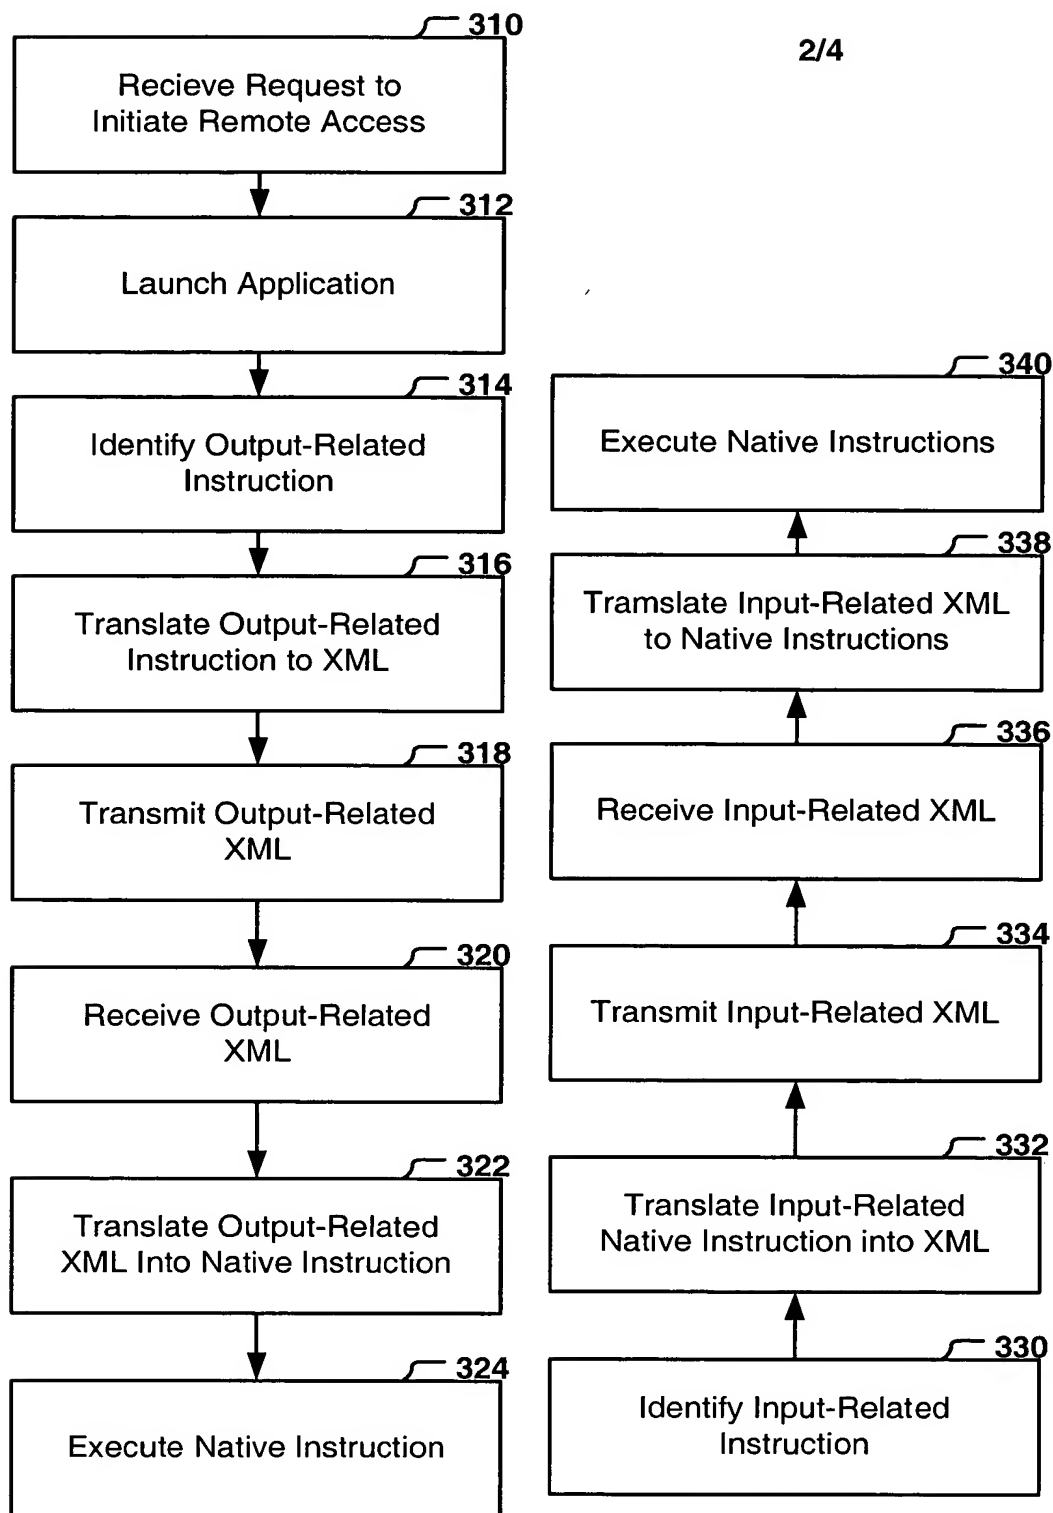 310
2/4
Recieve Request to
Initiate Remote Access
312
Launch Application
314
Identify Output-Related
Instruction
316
Translate Output-Related
Instruction to XML
318
Transmit Output-Related
XML
320
Receive Output-Related
XML
322
Translate Output-Related
XML Into Native Instruction
324
Execute Native Instruction
340
Execute Native Instructions
338
Tramslate Input-Related XML
to Native Instructions
336
Receive Input-Related XML
334
Transmit Input-Related XML
332
Translate Input-Related
Native Instruction into XML
330
Identify Input-Related
Instruction